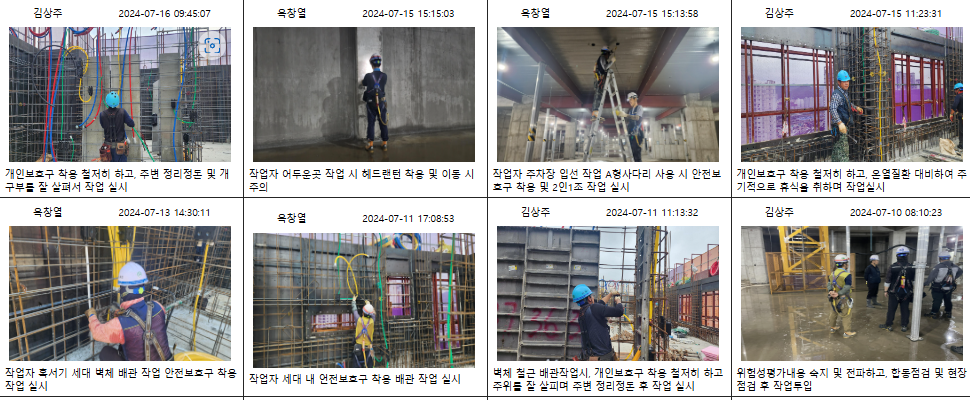 김상주 2024-07-16 09:45:07
개인보호구 착용 철저히 하고, 주변 정리정돈 및 개
구부를 잘 살펴서 작업 실시
옥창열 2024-07-15 15:15:03
작업자 어두운곳 작업 시 헤드랜턴 착용 및 이동 시
주의
옥창열 2024-07-15 15:13:58
작업자 주차장 입선 작업 A형사다리 사용 시 안전보
호구 착용 및 2인1조 작업실시
김상주 2024-07-15 11:23:31
개인보호구 착용 철저히 하고, 온열질환 대비하여 주
기적으로 휴식을 취하며 작업실시
옥창열 2024-07-13 14:30:11
작업자 혹서기 세대 벽체 배관 작업 안전보호구 착용
작업 실시
옥창열 2024-07-11 17:08:53
작업자 세대 내 안전보호구 착용 배관 작업 실시
김상주 2024-07-11 11:13:32
벽체 철근 배관작업시, 개인보호구 착용 철저히 하고
주위를 잘 살피며 주변 정리정돈 후 작업 실시
김상주 2024-07-10 08:10:23
위험성평가내용 숙지 및 전파하고, 합동점검 및 현장
점검 후 작업투입